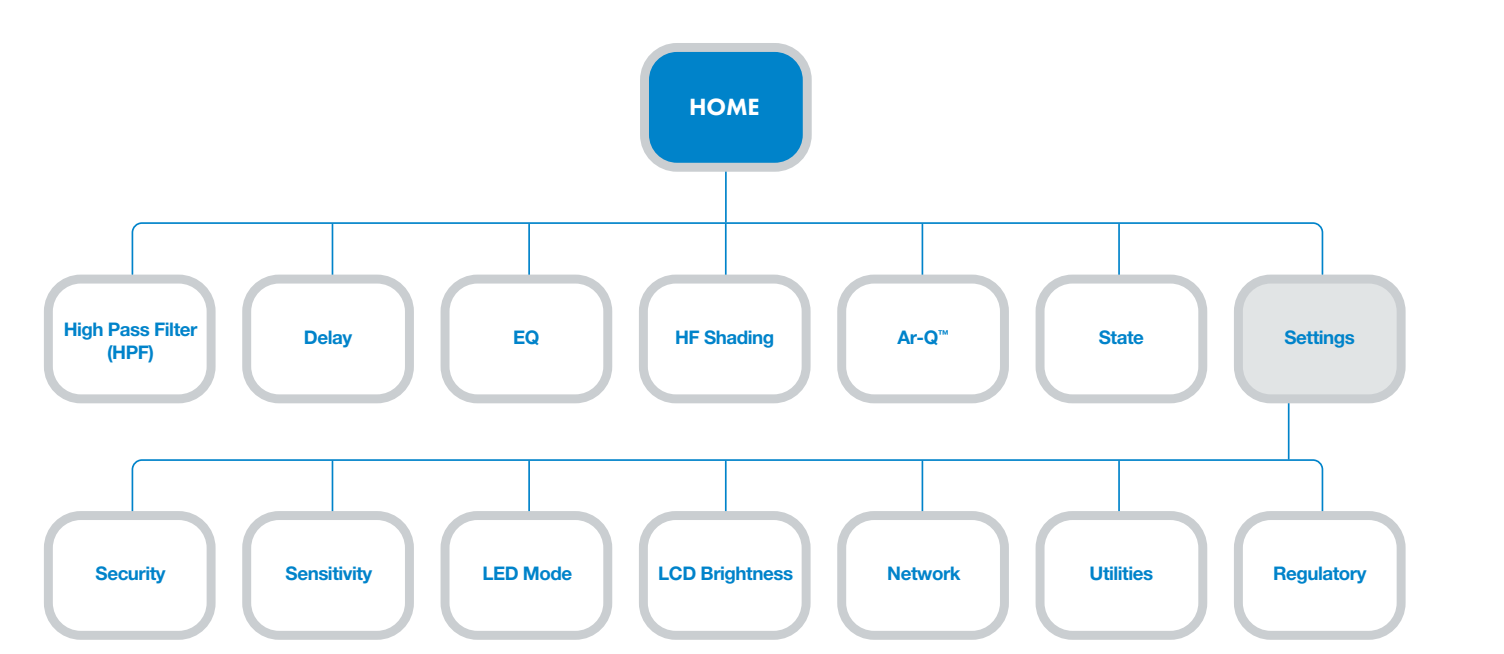 HOME
High Pass Filter
(HPF)
Delay
EQ
HF Shading
Ar-Q™
State
Settings
Security
Sensitivity
LED Mode
LCD Brightness
Network
Utilities
Regulatory